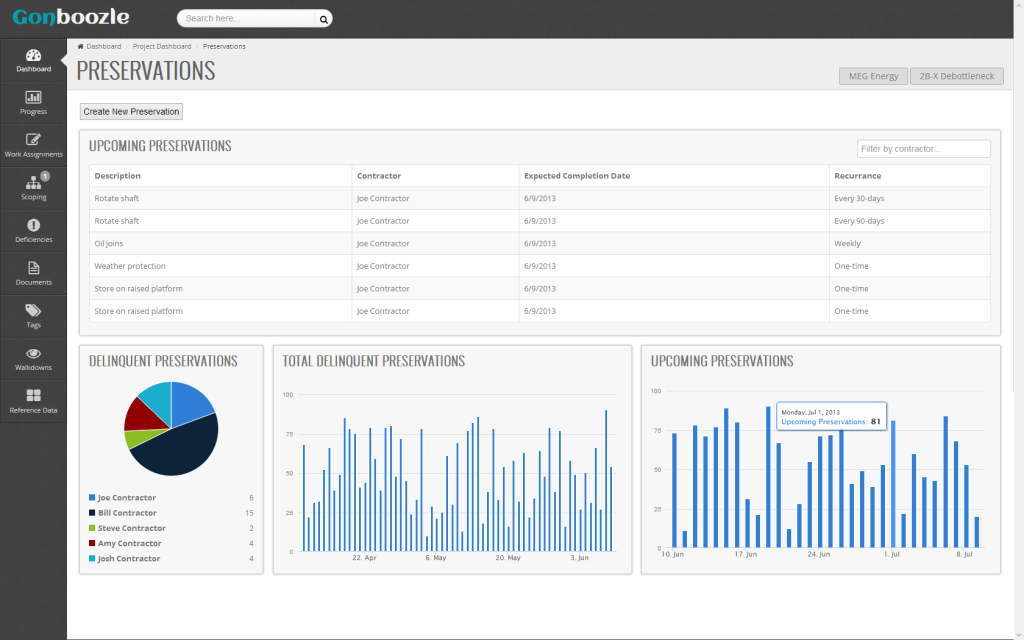 Gonboozle
Search here...
Dashboard
Progress
Work Assignments
1
Scoping
Deficiencies
Documents
Tags
Walkdowns
Reference Data
Dashboard Project Dashboard Preservations
PRESERVATIONS
MEG Energy 2B-X Debottleneck
Create New Preservation
UPCOMING PRESERVATIONS
Filter by contractor...
Description Contractor Expected Completion Date Recurrance
Rotate shaft Joe Contractor 6/9/2013 Every 30-days
Rotate shaft Joe Contractor 6/9/2013 Every 90-days
Oil joins Joe Contractor 6/9/2013 Weekly
Weather protection Joe Contractor 6/9/2013 One-time
Store on raised platform Joe Contractor 6/9/2013 One-time
Store on raised platform Joe Contractor 6/9/2013 One-time
DELINQUENT PRESERVATIONS
Joe Contractor 6
Bill Contractor 15
Steve Contractor 2
Amy Contractor 4
Josh Contractor 4
TOTAL DELINQUENT PRESERVATIONS
100
75
50
25
0
22. Apr 6. May 20. May 3. Jun
UPCOMING PRESERVATIONS
100
75
50
25
0
Monday, Jul 1, 2013
Upcoming Preservations: 81
10. Jun 17. Jun 24. Jun 1. Jul 8. Jul